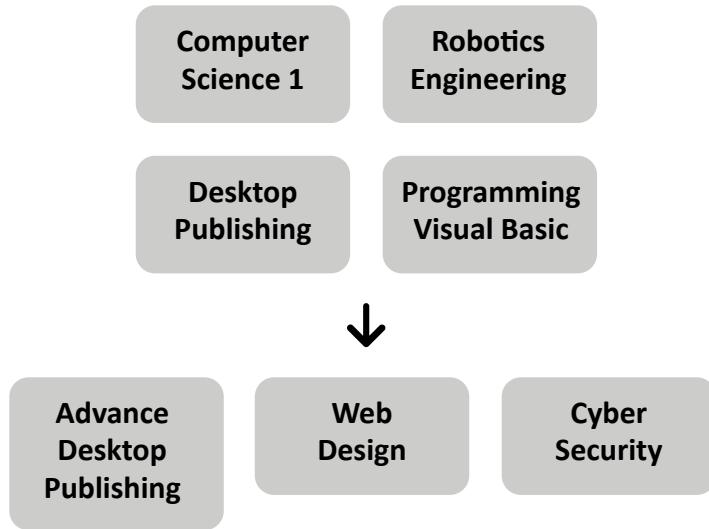 Computer
Science 1
Robotics
Engineering
Desktop
Publishing
Programming
Visual Basic
Advance
Desktop
Publishing
Web
Design
Cyber
Security